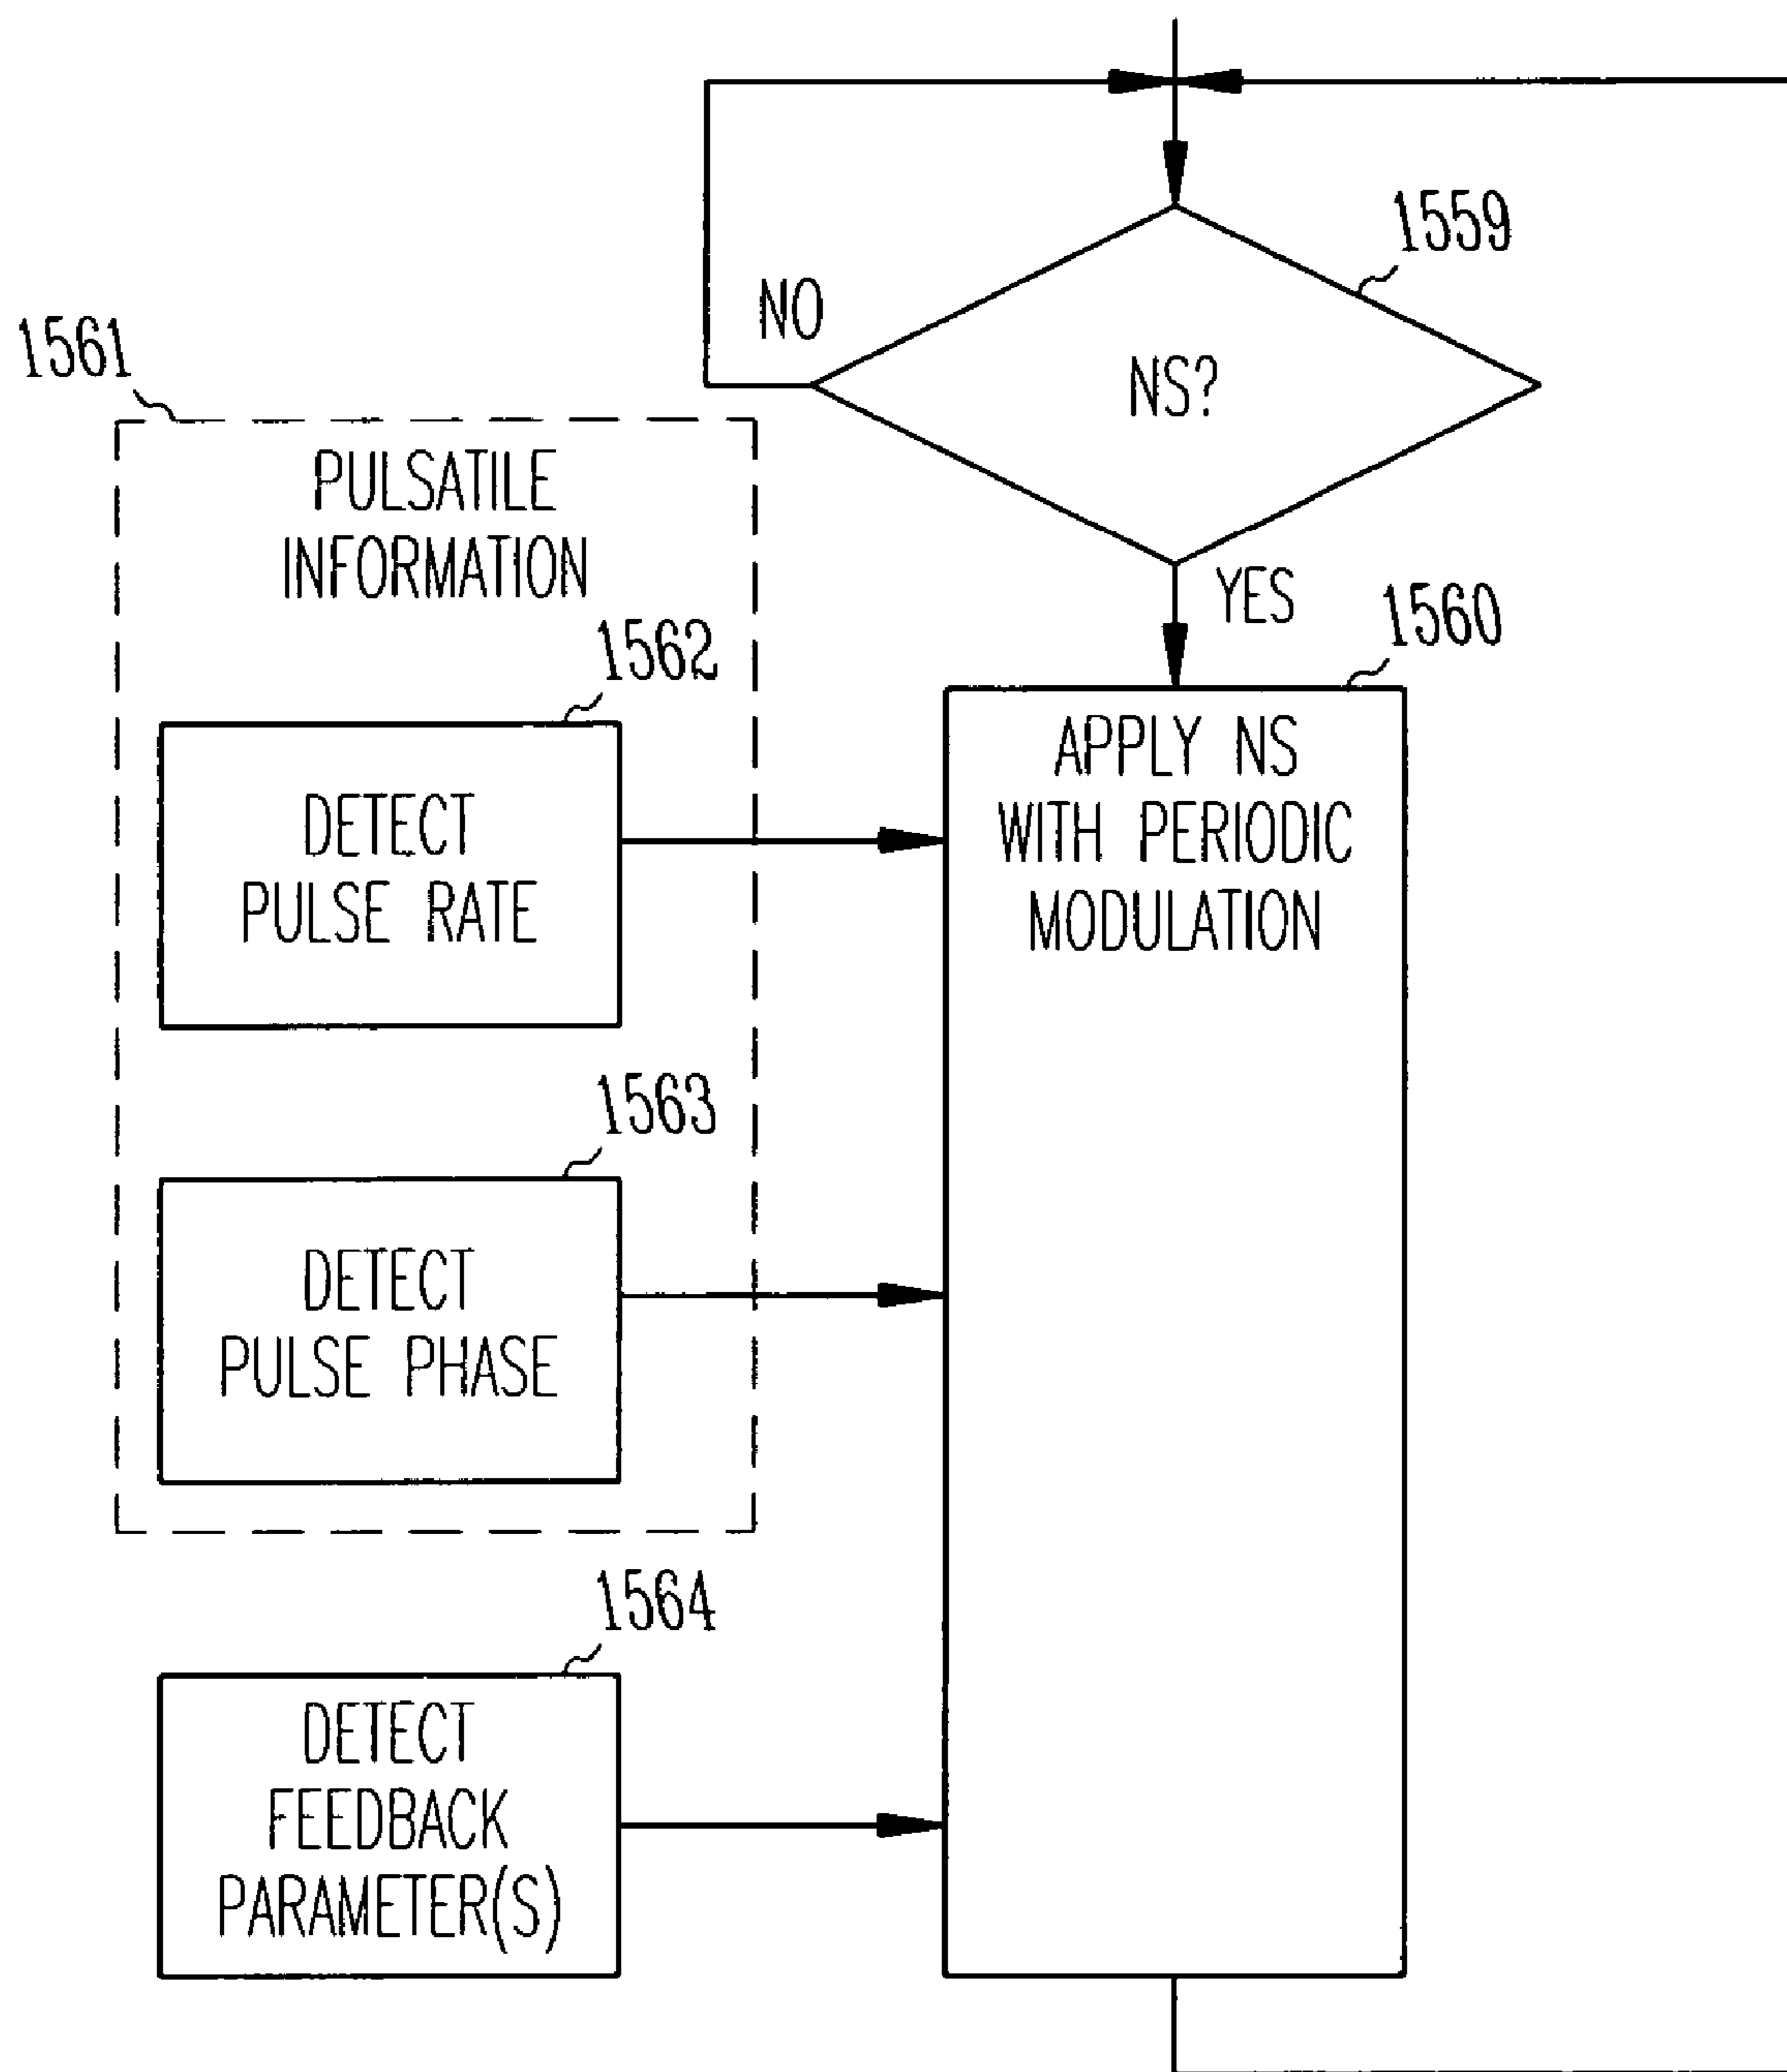 1559
NO
NS?
1561
PULSATILE
INFORMATION
YES
1560
1562
APPLY NS
WITH PERIODIC
MODULATION
DETECT
PULSE RATE
1563
DETECT
PULSE PHASE
1564
DETECT
FEEDBACK
PARAMETER(S)